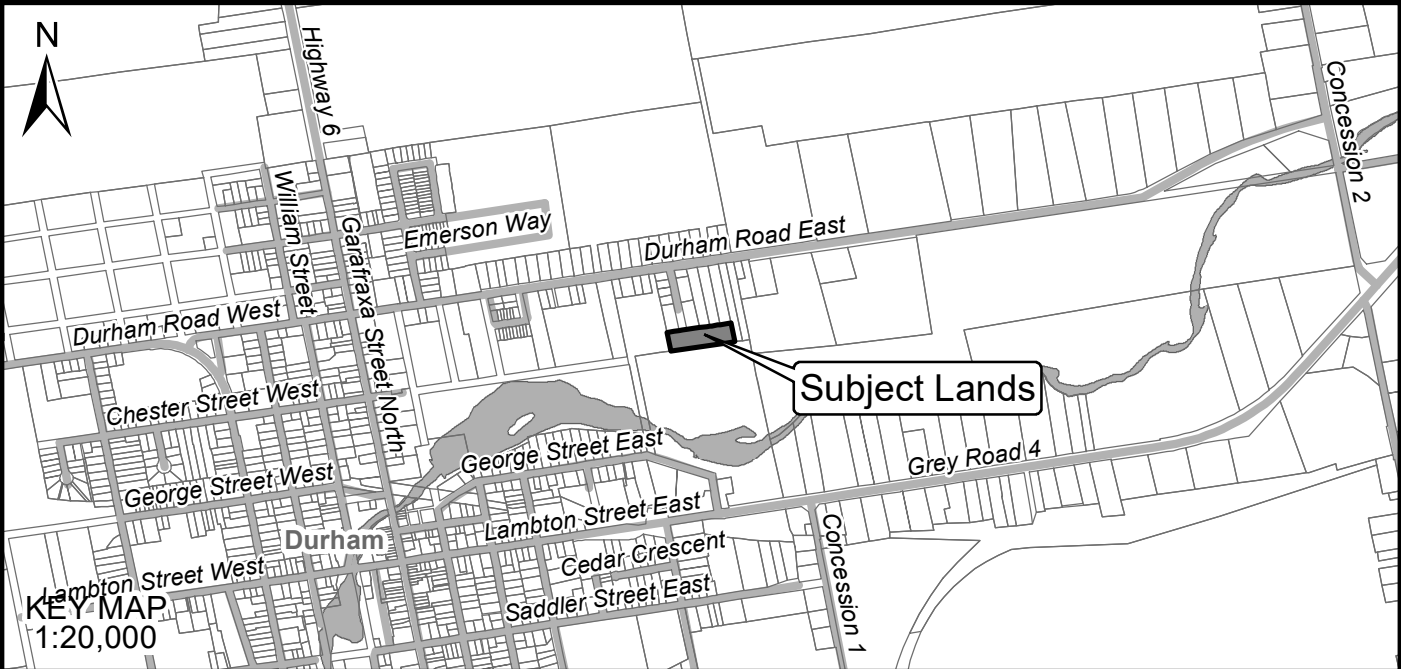 N
Highway 6
Concession 2
William Street
Garafraxa Street North
Emerson Way
Durham Road East
Durham Road West
Subject Lands
Chester Street West
George Street East
Grey Road 4
George Street West
Lambton Street East
Durham
Concession 1
Cedar Crescent
Lambton Street West
Saddler Street East
KEY MAP
1:20,000